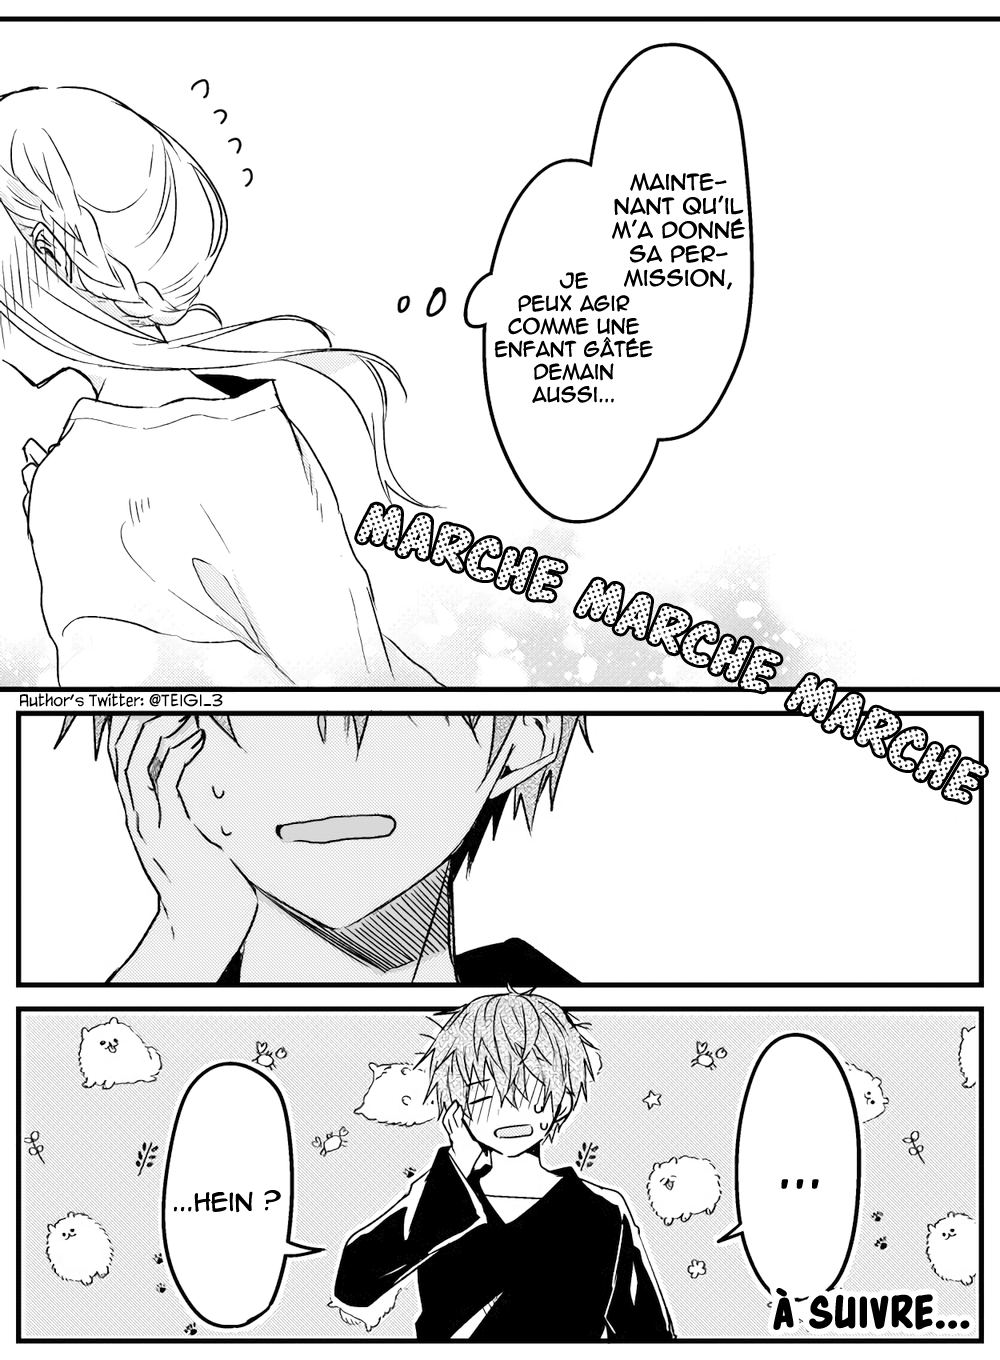 MAINTE-
NANT QU'IL
M'A DONNÉ
SA PER-
MISSION,
JE
PEUX AGIR
COMME UNE
ENFANT GÂTÉE
DEMAIN
AUSSI...
MARCHE MARCHE MARCHE
Author's Twitter: @TEIGI_3
...
...HEIN ?
À SUIVRE...